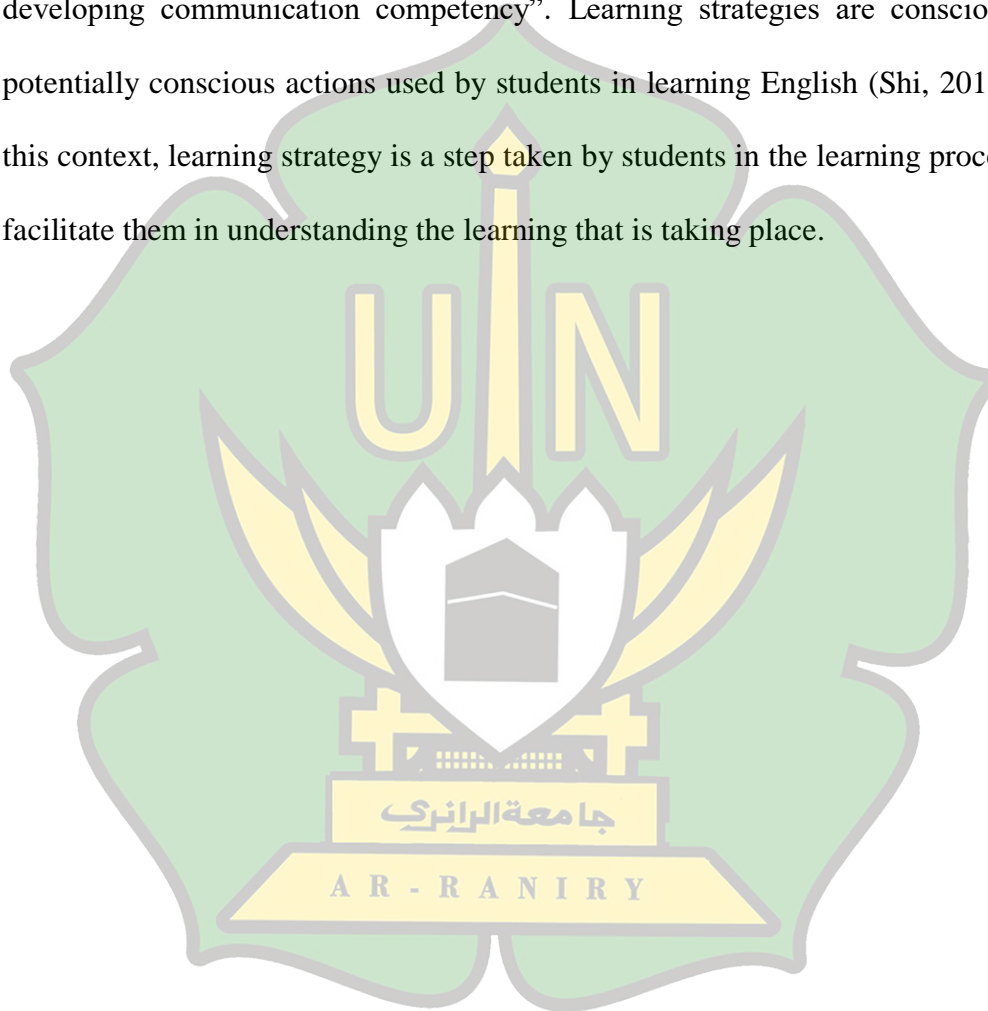 developing communication competency”. Learning strategies are conscio
potentially conscious actions used by students in learning English (Shi, 201
this context, learning strategy is a step taken by students in the learning proce
facilitate them in understanding the learning that is taking place.
UIN
جامعةالرانري
AR-RANIRY